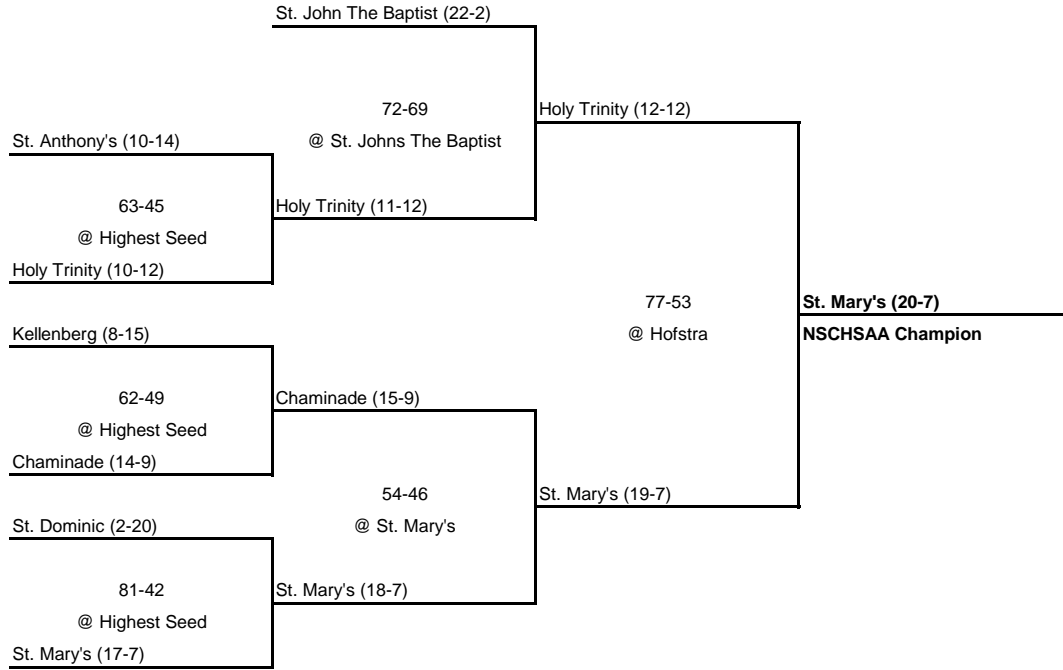 St. John The Baptist (22-2)
72-69
@ St. Johns The Baptist
Holy Trinity (12-12)
St. Anthony's (10-14)
63-45
@ Highest Seed
Holy Trinity (11-12)
Holy Trinity (10-12)
77-53
@ Hofstra
St. Mary's (20-7)
NSCHSAA Champion
Kellenberg (8-15)
62-49
@ Highest Seed
Chaminade (15-9)
Chaminade (14-9)
54-46
@ St. Mary's
St. Mary's (19-7)
St. Dominic (2-20)
81-42
@ Highest Seed
St. Mary's (18-7)
St. Mary's (17-7)